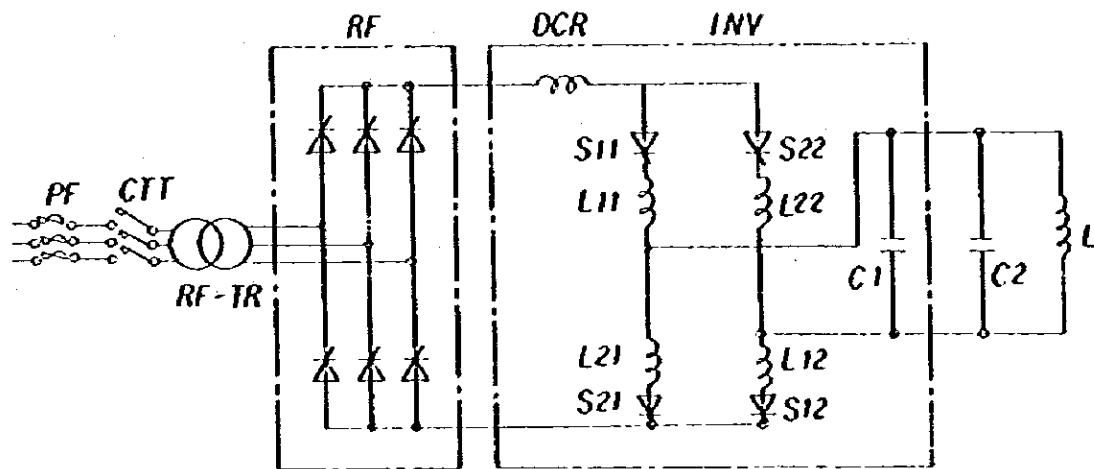 RF
DCR
INV
S11
S22
PF
CTT
L11
L22
RF-TR
C1
C2
L
L21
L12
S21
S12